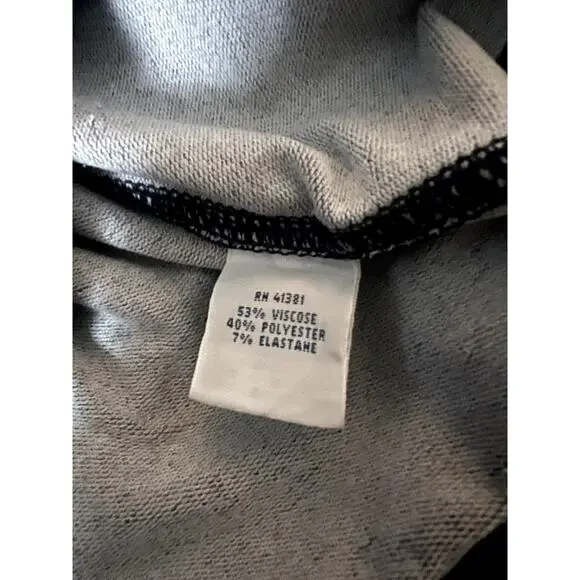 RN 41381
53% VISCOSE
40% POLYESTER
7% ELASTANE